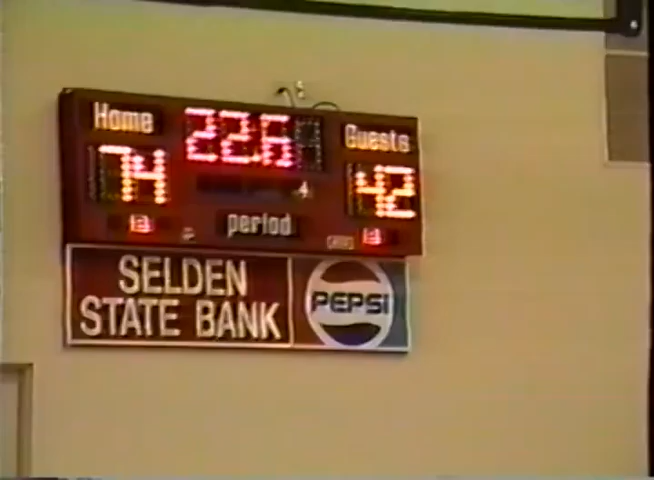 Home
22.6
Guests
74
4
42
period
SELDEN
STATE BANK
PEPSI